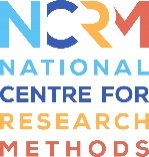 NCRM
NATIONAL
CENTRE FOR
RESEARCH
METHODS